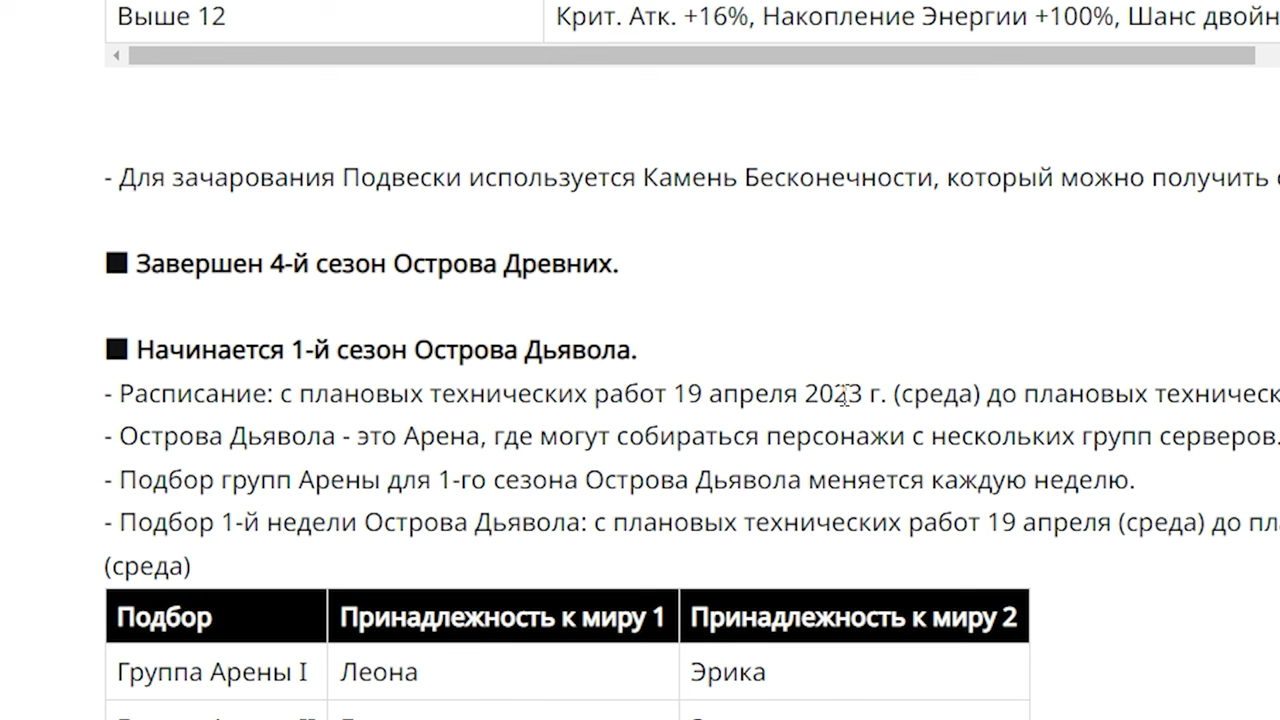 Выше 12 Крит. Атк. +16%, Накопление Энергии +100%, Шанс двойн
- Для зачарования Подвески используется Камень Бесконечности, который можно получить
■ Завершен 4-й сезон Острова Древних.
■ Начинается 1-й сезон Острова Дьявола.
- Расписание: с плановых технических работ 19 апреля 2023 г. (среда) до плановых техническ
- Острова Дьявола - это Арена, где могут собираться персонажи с нескольких групп серверов.
- Подбор групп Арены для 1-го сезона Острова Дьявола меняется каждую неделю.
- Подбор 1-й недели Острова Дьявола: с плановых технических работ 19 апреля (среда) до пл
(среда)
Подбор Принадлежность к миру 1 Принадлежность к миру 2
Группа Арены I Леона Эрика